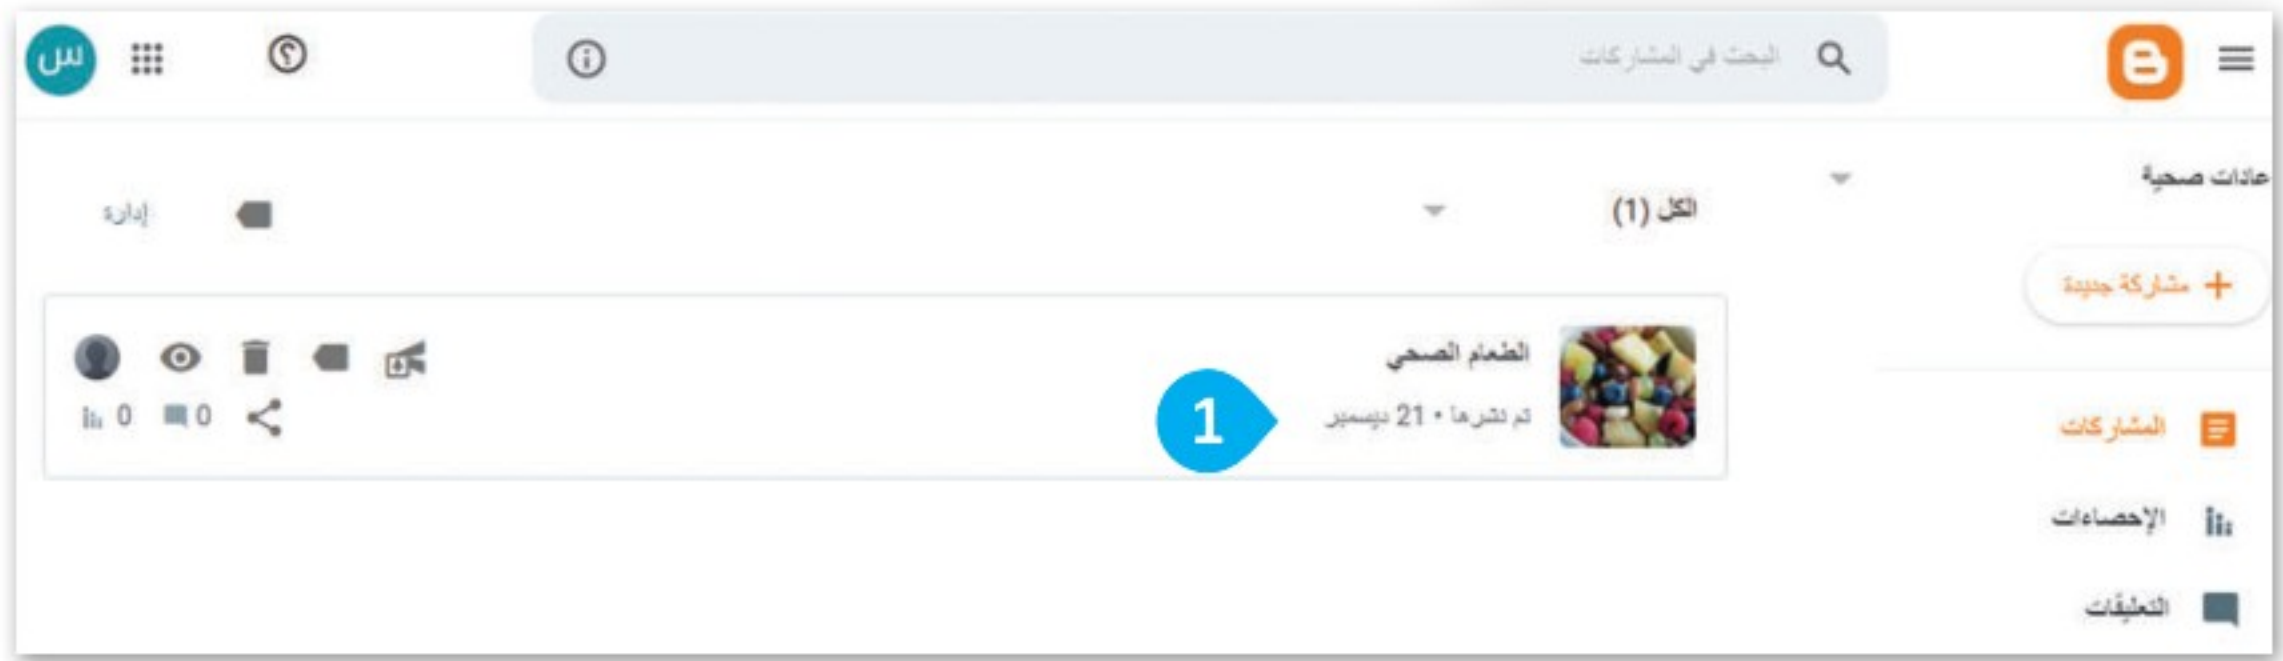 البحث في المشاركات
س
عادات صحية
الكل (1)
إدارة
+ مشاركة جديدة
الطعام الصحي
تم نشرها • 21 ديسمبر
1
0
0
المشاركات
الإحصاءات
التعليقات